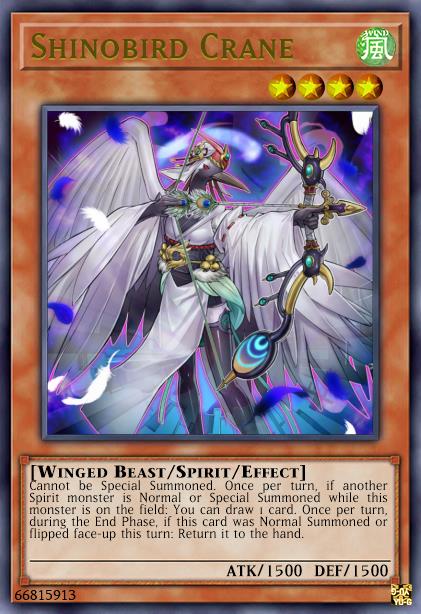 Shinobird Crane
WIND
風
[Winged Beast/Spirit/Effect]
Cannot be Special Summoned. Once per turn, if another
Spirit monster is Normal or Special Summoned while this
monster is on the field: You can draw 1 card. Once per turn,
during the End Phase, if this card was Normal Summoned or
flipped face-up this turn: Return it to the hand.
ATK/1500 DEF/1500
66815913